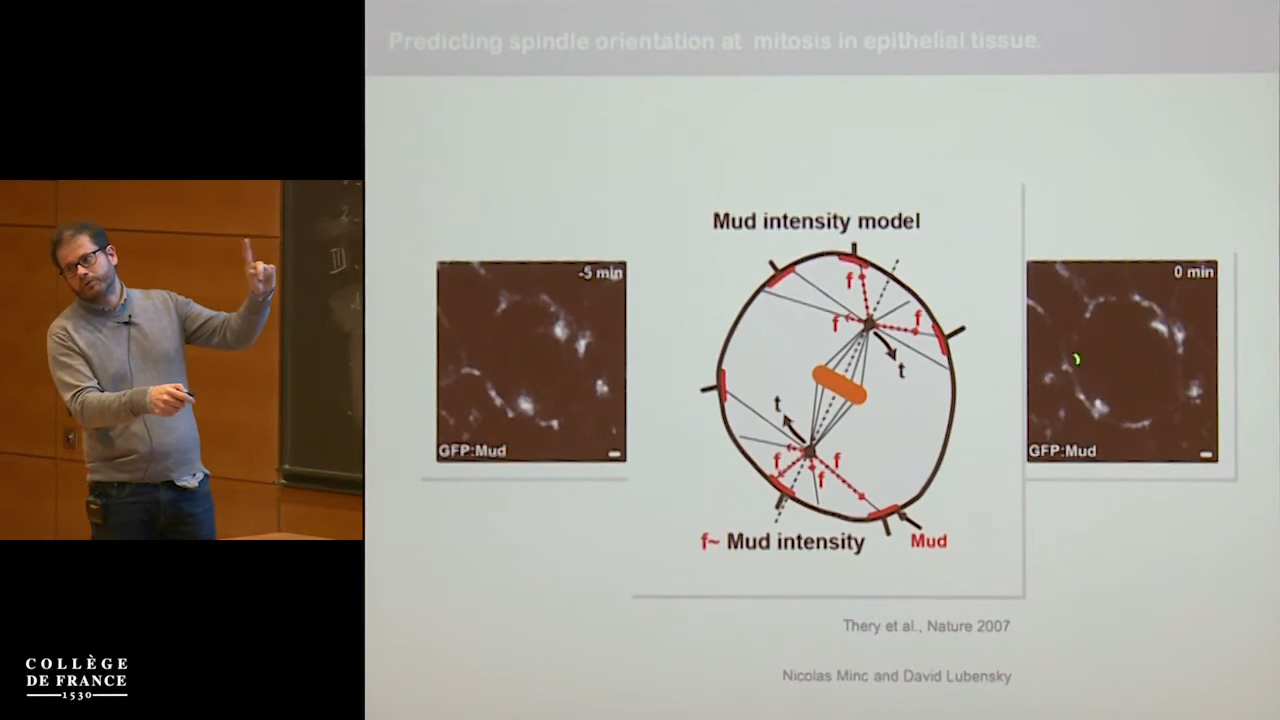 Predicting spindle orientation at mitosis in epithelial tissue.
Mud intensity model
-5 min
GFP:Mud
f
f
f
t
t
f
f
f
f~ Mud intensity
Mud
0 min
GFP:Mud
Thery et al., Nature 2007
Nicolas Minc and David Lubensky
III
COLLÈGE
DE FRANCE
1530